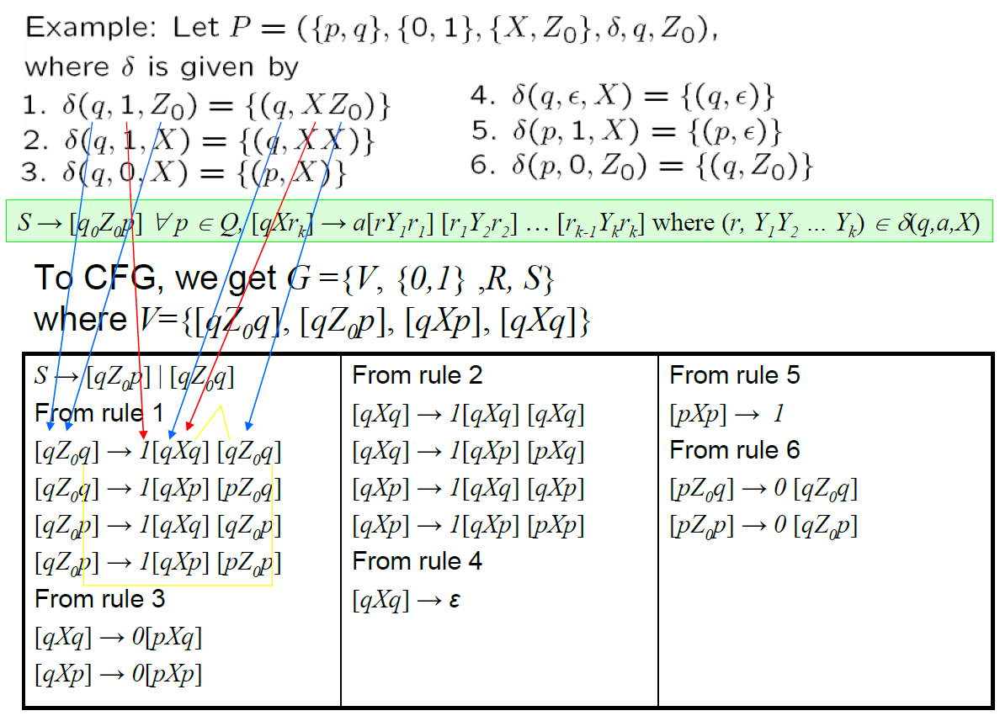 Example: Let P = ({p, q}, {0, 1}, {X, Z₀}, δ, q, Z₀),
where δ is given by
1. δ(q, 1, Z₀) = {(q, XZ₀)}
2. δ(q, 1, X) = {(q, XX)}
3. δ(q, 0, X) = {(p, X)}
4. δ(q, ϵ, X) = {(q, ϵ)}
5. δ(p, 1, X) = {(p, ϵ)}
6. δ(p, 0, Z₀) = {(q, Z₀)}
S → [q₀Z₀p] ∀ p ∈ Q, [qXrₖ] → a[rY₁r₁] [r₁Y₂r₂] … [rₖ₋₁Yₖrₖ] where (r, Y₁Y₂ ... Yₖ) ∈ δ(q,a,X)
To CFG, we get G ={V, {0,1} ,R, S}
where V={[qZ₀q], [qZ₀p], [qXp], [qXq]}
S → [qZ₀p] | [qZ₀q]
From rule 1
[qZ₀q] → 1[qXq] [qZ₀q]
[qZ₀q] → 1[qXp] [pZ₀q]
[qZ₀p] → 1[qXq] [qZ₀p]
[qZ₀p] → 1[qXp] [pZ₀p]
From rule 3
[qXq] → 0[pXq]
[qXp] → 0[pXp]
From rule 2
[qXq] → 1[qXq] [qXq]
[qXq] → 1[qXp] [pXq]
[qXp] → 1[qXq] [qXp]
[qXp] → 1[qXp] [pXp]
From rule 4
[qXq] → ε
From rule 5
[pXp] → 1
From rule 6
[pZ₀q] → 0 [qZ₀q]
[pZ₀p] → 0 [qZ₀p]